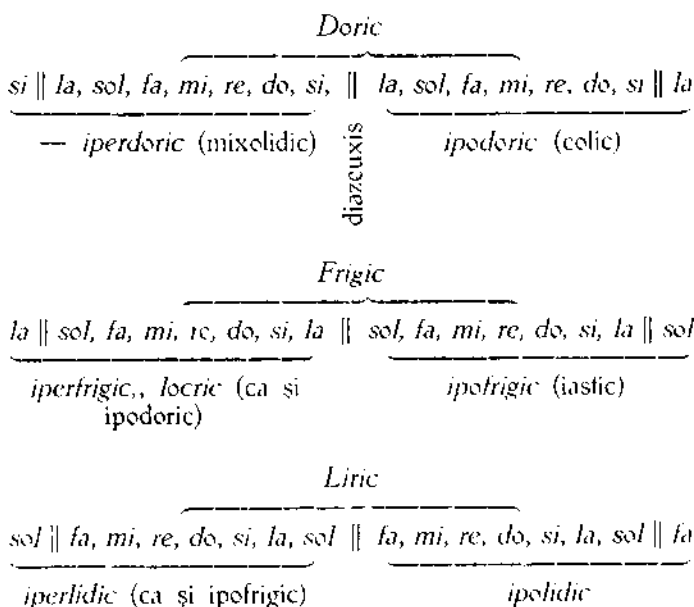 Doric
si || la, sol, fa, mi, re, do, si, || la, sol, fa, mi, re, do, si || la
— iperdoric (mixolidic) ipodoric (eolic)
diazeuxis
Frigic
la || sol, fa, mi, re, do, si, la || sol, fa, mi, re, do, si, la || sol
iperfrigic,, locric (ca și ipofrigic (iastic)
ipodoric)
Liric
sol || fa, mi, re, do, si, la, sol || fa, mi, re, do, si, la, sol || fa
iperlidic (ca și ipofrigic) ipolidic